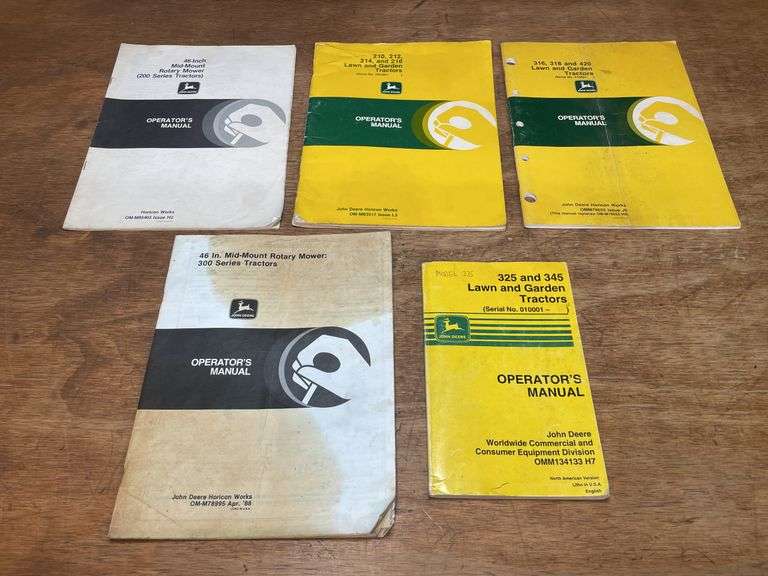 46-Inch
Mid-Mount
Rotary Mower
(200 Series Tractors)
JOHN DEERE
OPERATOR'S
MANUAL
Horicon Works
210, 212,
214, and 216
Lawn and Garden
Tractors
JOHN DEERE
OPERATOR'S
MANUAL
John Deere Horicon Works
316, 318 and 420
Lawn and Garden
Tractors
JOHN DEERE
OPERATOR'S
MANUAL
John Deere Horicon Works
46 In. Mid-Mount Rotary Mower:
300 Series Tractors
JOHN DEERE
OPERATOR'S
MANUAL
John Deere Horicon Works
OM-M78995 Apr. '88
MODEL 325
325 and 345
Lawn and Garden
Tractors
(Serial No. 010001 – )
JOHN DEERE
OPERATOR'S
MANUAL
John Deere
Worldwide Commercial and
Consumer Equipment Division
OMM134133 H7
North American Version
Litho in U.S.A.
English